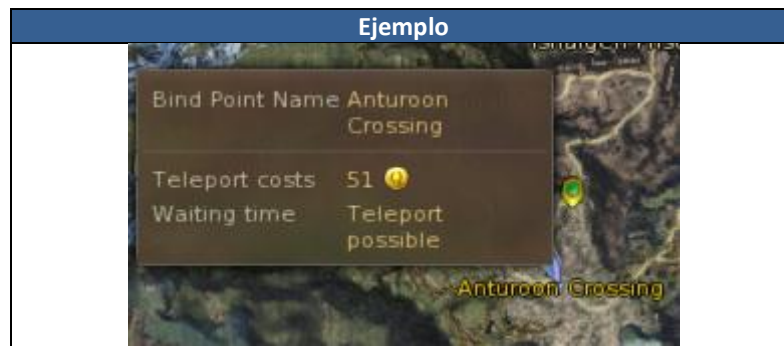 Ejemplo
Bind Point Name Anturoon
Crossing
Teleport costs 51
Waiting time Teleport
possible
Anturoon Crossing